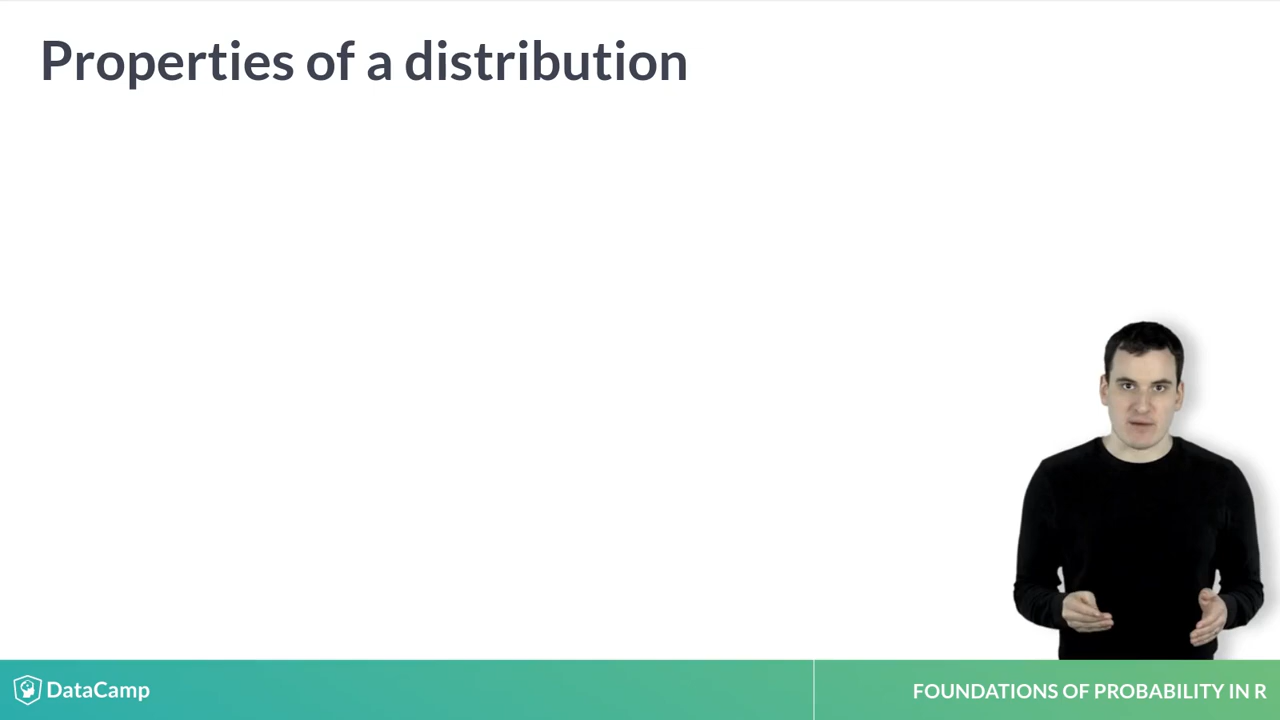 Properties of a distribution
DataCamp
FOUNDATIONS OF PROBABILITY IN R